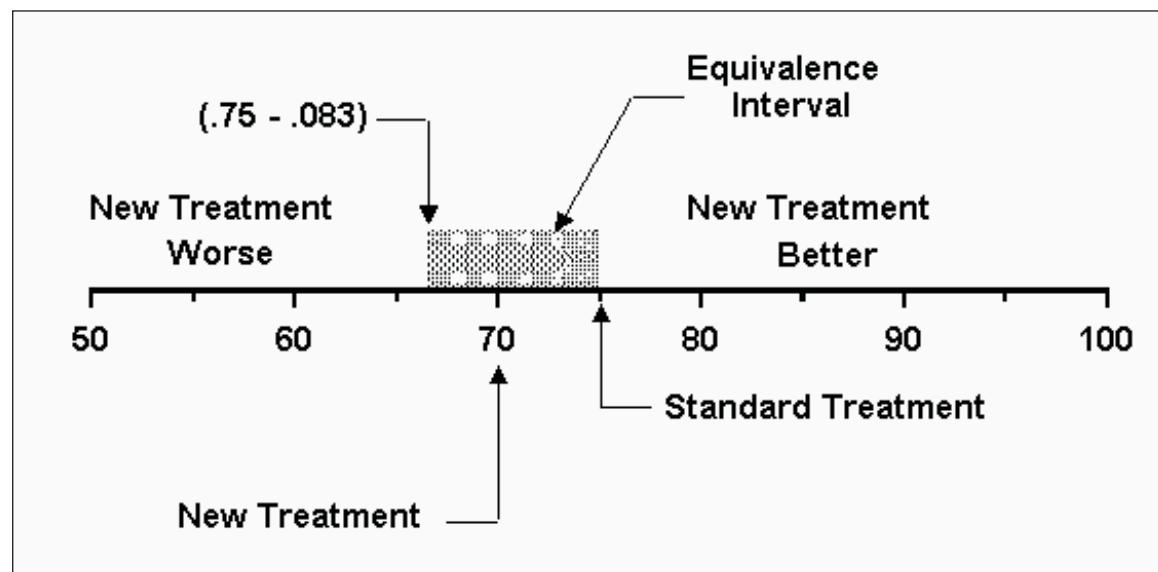 Equivalence
Interval
(.75 - .083)
New Treatment
Worse
New Treatment
Better
50 60 70 80 90 100
Standard Treatment
New Treatment